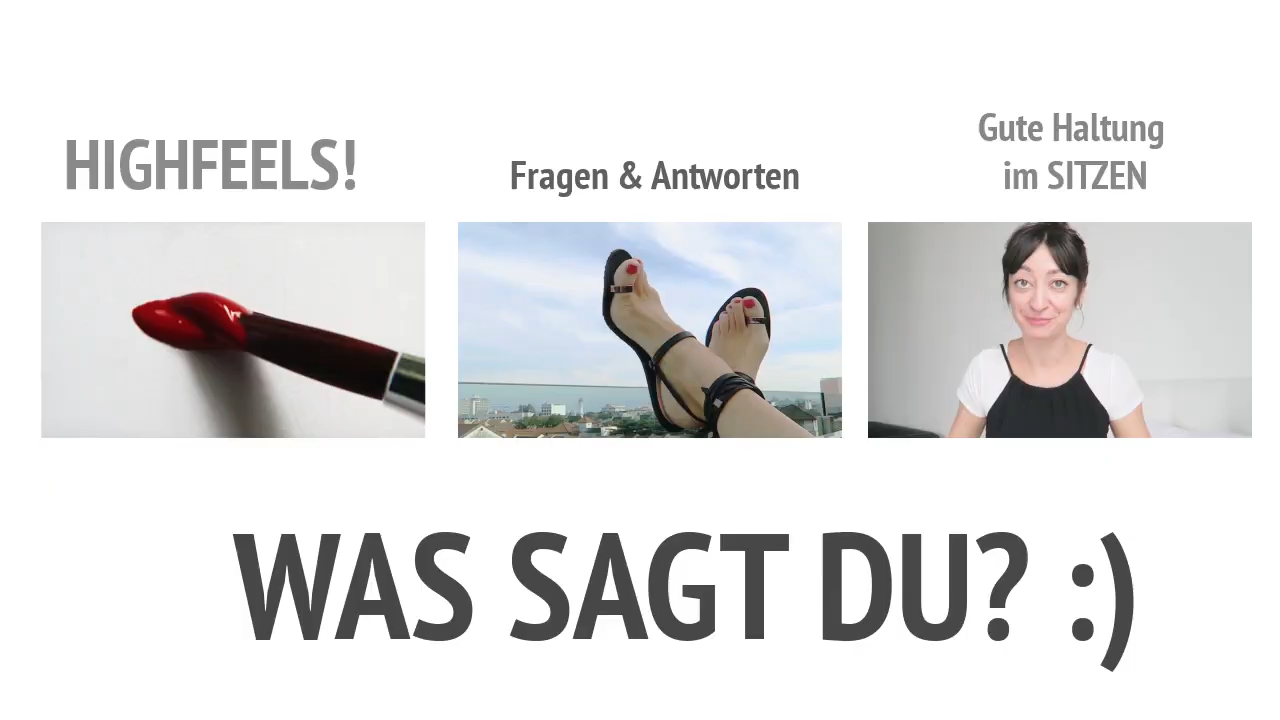 HIGHFEELS!
Fragen & Antworten
Gute Haltung
im SITZEN
WAS SAGT DU? :)